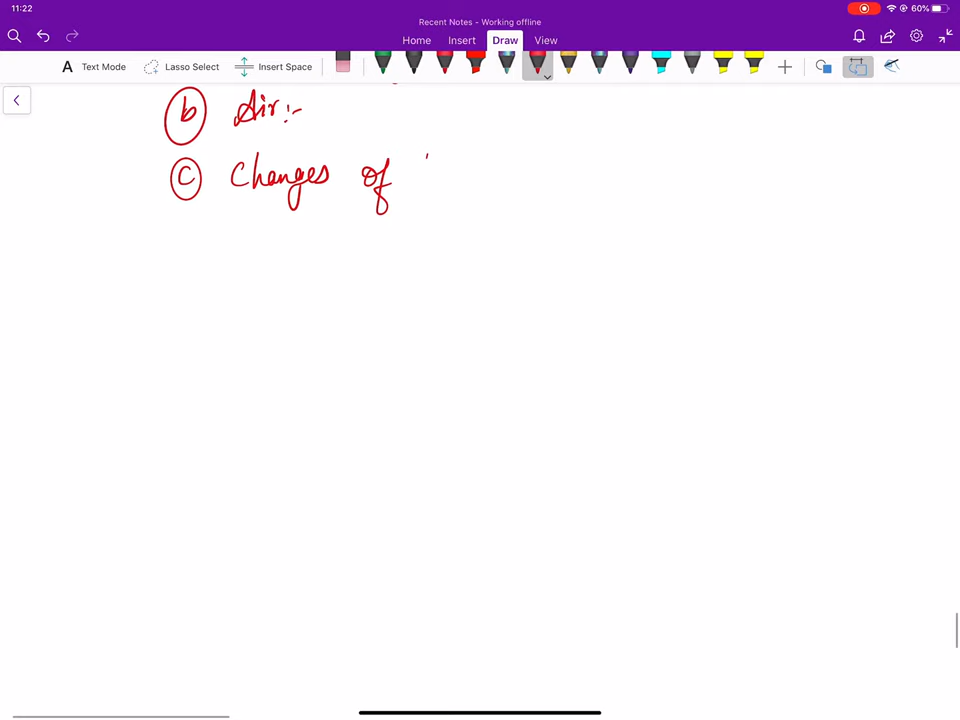 11:22
60%
Recent Notes - Working offline
Home Insert Draw View
A Text Mode Lasso Select Insert Space
b Air:-
c Changes of